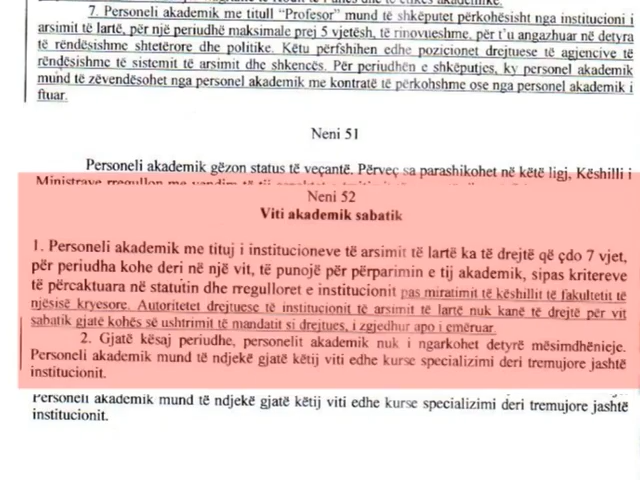 7. Personeli akademik me titull "Profesor" mund të shkëputet përkohësisht nga institucioni i
arsimit të lartë, për një periudhë maksimale prej 5 vjetësh, të rinovueshme, për t'u angazhuar në detyra
të rëndësishme shtetërore dhe politike. Këtu përfshihen edhe pozicionet drejtuese të agjencive të
rëndësishme të sistemit të arsimit dhe shkencës. Për periudhën e shkëputjes, ky personel akademik
mund të zëvendësohet nga personel akademik me kontratë të përkohshme ose nga personel akademik i
ftuar.
Neni 51
Personeli akademik gëzon status të veçantë. Përveç sa parashikohet në këtë ligj, Këshilli i
Ministrave rregullon me vendim të tij
Neni 52
Viti akademik sabatik
1. Personeli akademik me tituj i institucioneve të arsimit të lartë ka të drejtë që çdo 7 vjet,
për periudha kohe deri në një vit, të punojë për përparimin e tij akademik, sipas kritereve
të përcaktuara në statutin dhe rregulloret e institucionit pas miratimit të këshillit të fakultetit të
njësisë kryesore. Autoritetet drejtuese të institucionit të arsimit të lartë nuk kanë të drejtë për vit
sabatik gjatë kohës së ushtrimit të mandatit si drejtues, i zgjedhur apo i emëruar.
2. Gjatë kësaj periudhe, personelit akademik nuk i ngarkohet detyrë mësimdhënieje.
Personeli akademik mund të ndjekë gjatë këtij viti edhe kurse specializimi deri tremujore jashtë
institucionit.
Personeli akademik mund të ndjekë gjatë këtij viti edhe kurse specializimi deri tremujore jashtë
institucionit.